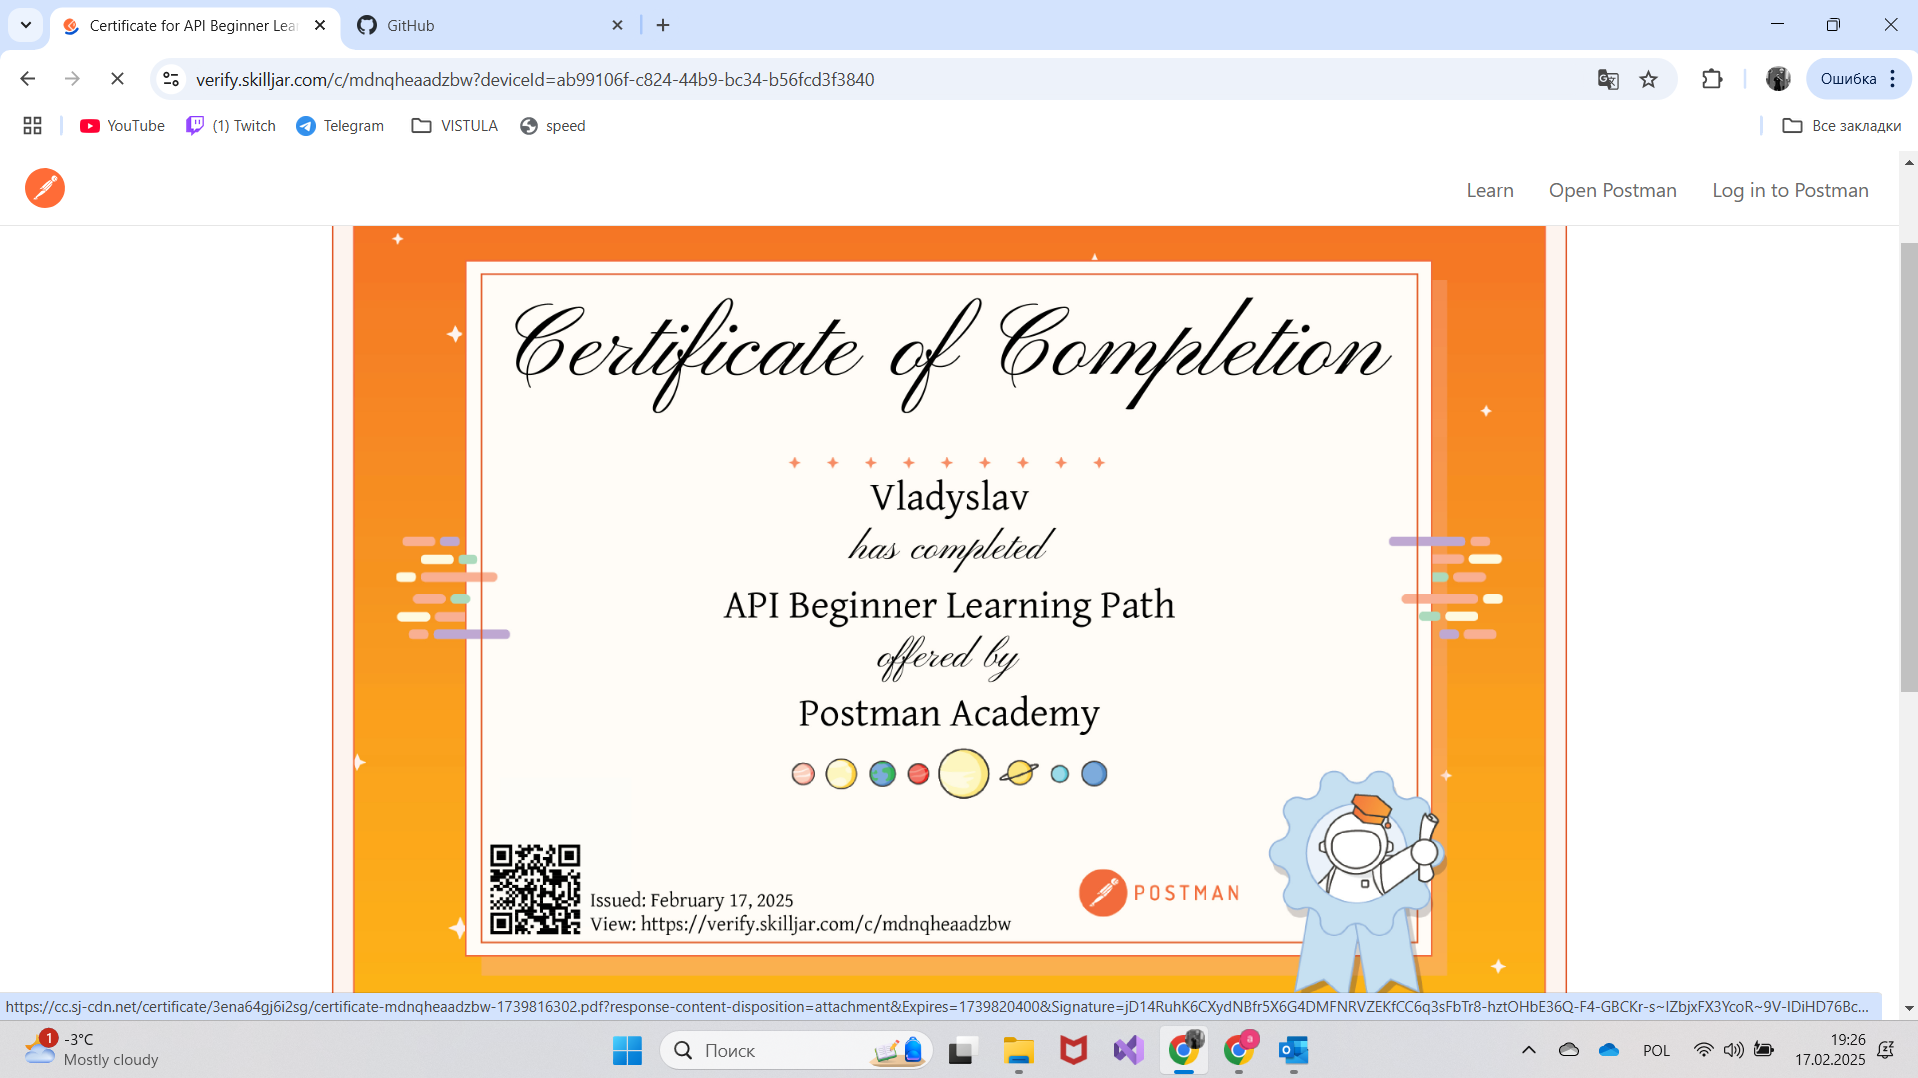 Certificate for API Beginner Lear
GitHub
verify.skilljar.com/c/mdnqheaadzbw?deviceId=ab99106f-c824-44b9-bc34-b56fcd3f3840
Ошибка
YouTube
(1) Twitch
Telegram
VISTULA
speed
Все закладки
Learn
Open Postman
Log in to Postman
Certificate of Completion
Vladyslav
has completed
API Beginner Learning Path
offered by
Postman Academy
Issued: February 17, 2025
View: https://verify.skilljar.com/c/mdnqheaadzbw
POSTMAN
https://cc.sj-cdn.net/certificate/3ena64gj6i2sg/certificate-mdnqheaadzbw-1739816302.pdf?response-content-disposition=attachment&Expires=1739820400&Signature=jD14RuhK6CXydNBfr5X6G4DMFNRVZEKfCC6q3sFbTr8-hztOHbE36Q-F4-GBCKr-s~IZbjxFX3YcoR~9V-IDiHD76Bc...
1
-3°C
Mostly cloudy
Поиск
a
POL
19:26
17.02.2025